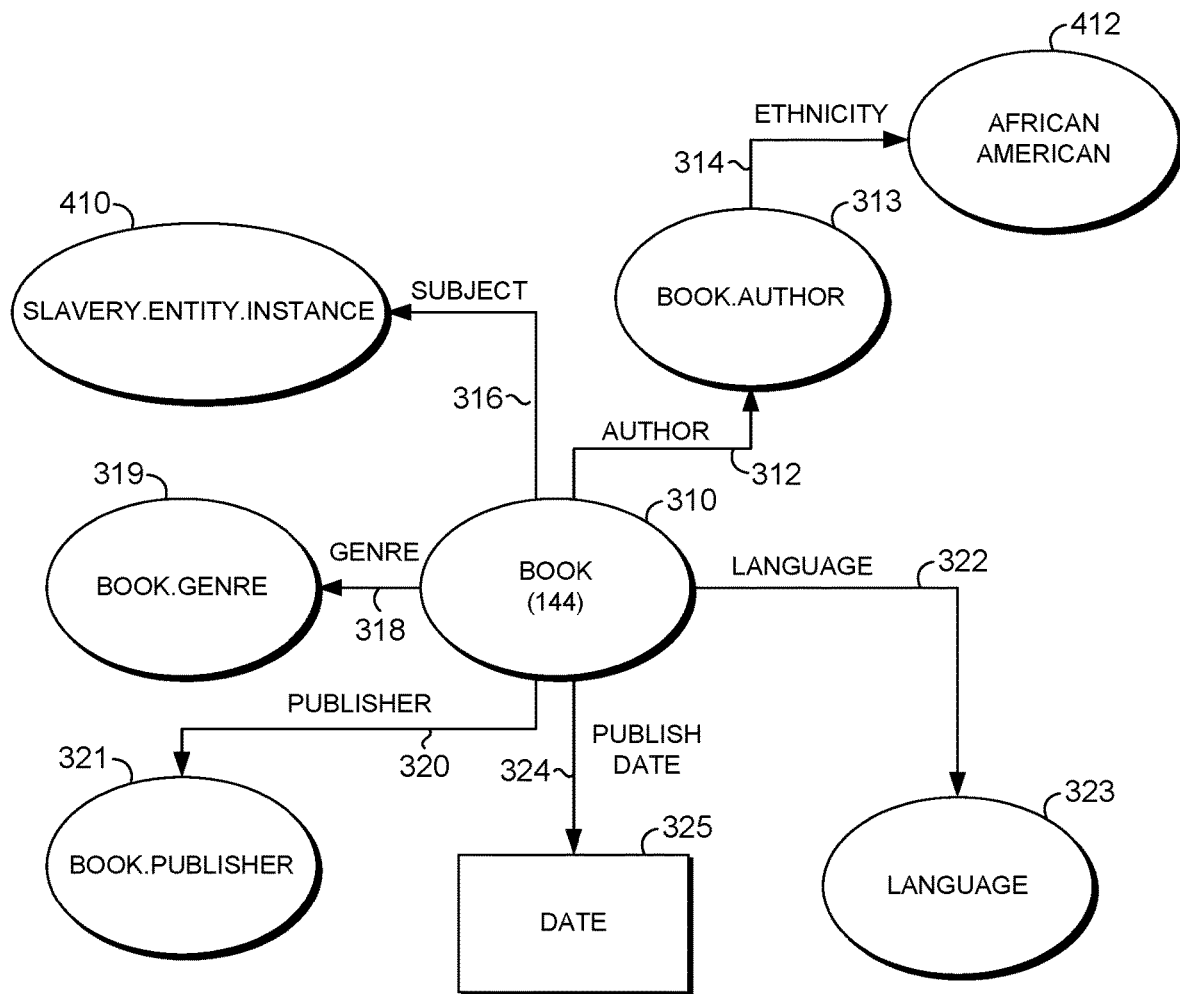 412
ETHNICITY
AFRICAN
AMERICAN
314
313
410
BOOK.AUTHOR
SUBJECT
SLAVERY.ENTITY.INSTANCE
316
AUTHOR
312
319
310
GENRE
BOOK
(144)
LANGUAGE
322
BOOK.GENRE
318
PUBLISHER
320
PUBLISH
DATE
324
321
323
325
BOOK.PUBLISHER
LANGUAGE
DATE